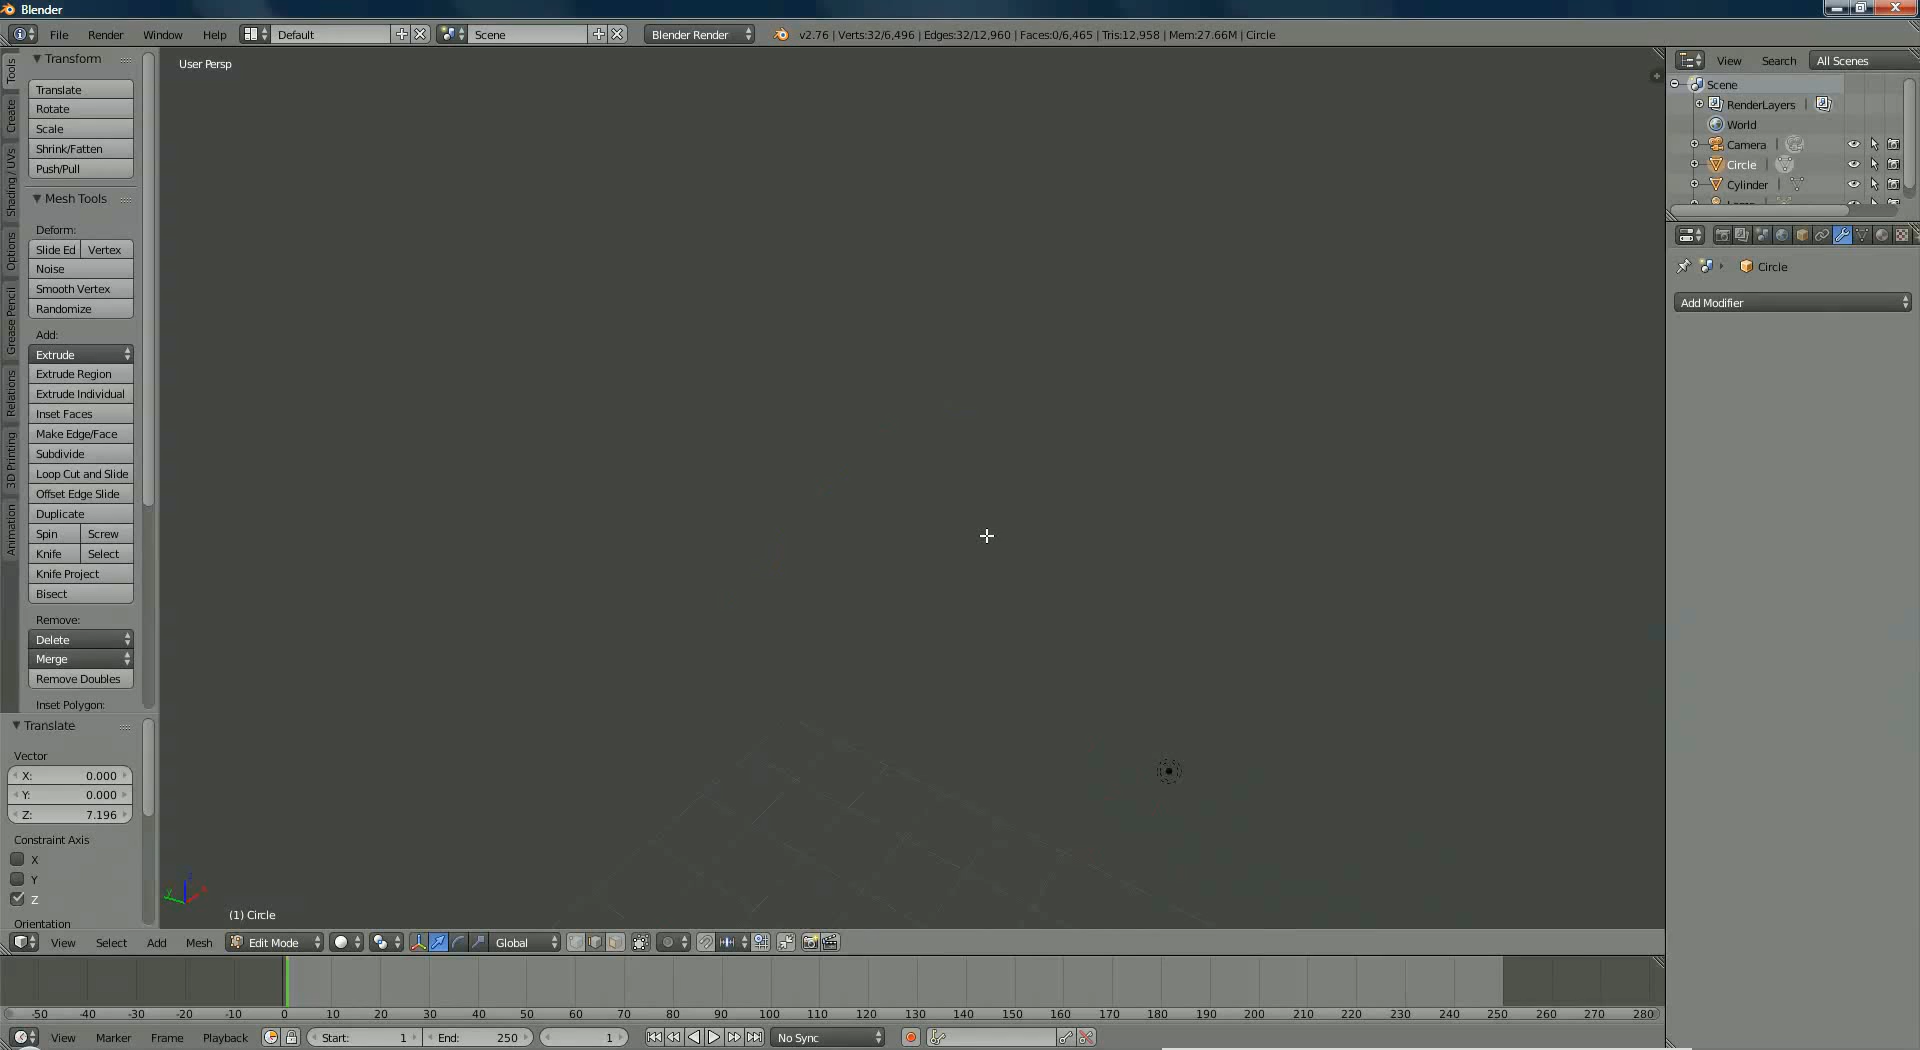 Blender
File Render Window Help Default Scene Blender Render v2.76 | Verts:32/6,496 | Edges:32/12,960 | Faces:0/6,465 | Tris:12,958 | Mem:27.66M | Circle
User Persp
Tools
Create
Shading / UVs
Options
Grease Pencil
Relations
3D Printing
Animation
Transform
Translate
Rotate
Scale
Shrink/Fatten
Push/Pull
Mesh Tools
Deform:
Slide Ed Vertex
Noise
Smooth Vertex
Randomize
Add:
Extrude
Extrude Region
Extrude Individual
Inset Faces
Make Edge/Face
Subdivide
Loop Cut and Slide
Offset Edge Slide
Duplicate
Spin Screw
Knife Select
Knife Project
Bisect
Remove:
Delete
Merge
Remove Doubles
Inset Polygon:
Translate
Vector
X: 0.000
Y: 0.000
Z: 7.196
Constraint Axis
X
Y
Z
Orientation
(1) Circle
View Search All Scenes
Scene
RenderLayers
World
Camera
Circle
Cylinder
Circle
Add Modifier
View Select Add Mesh Edit Mode Global
-50 -40 -30 -20 -10 0 10 20 30 40 50 60 70 80 90 100 110 120 130 140 150 160 170 180 190 200 210 220 230 240 250 260 270 280
View Marker Frame Playback Start: 1 End: 250 1 No Sync